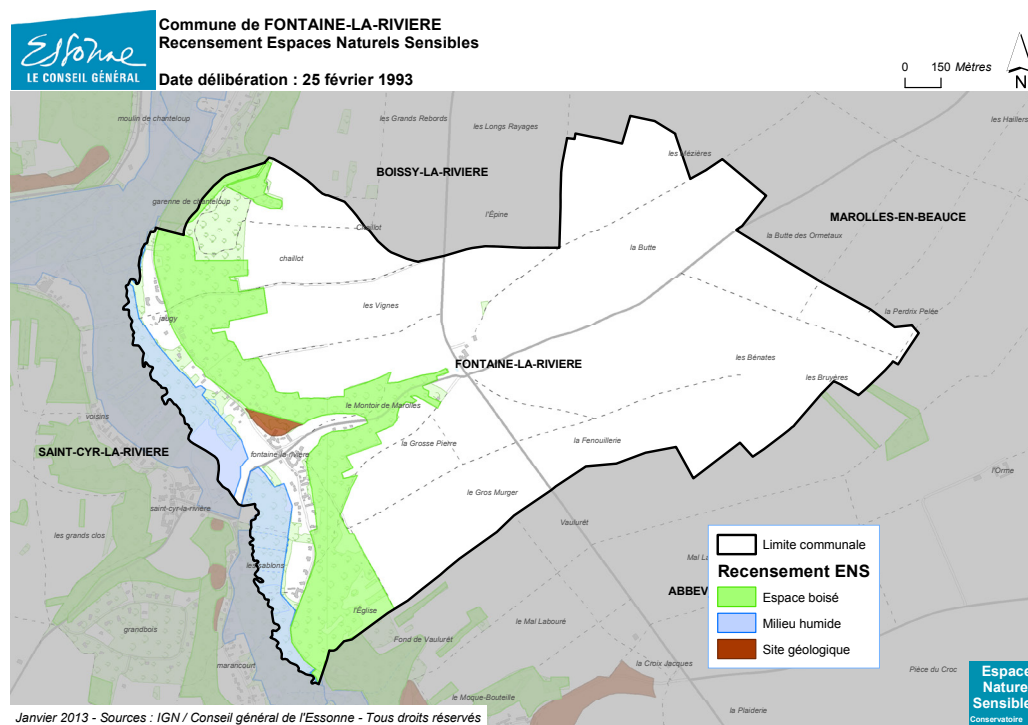 Essonne
LE CONSEIL GÉNÉRAL
Commune de FONTAINE-LA-RIVIERE
Recensement Espaces Naturels Sensibles
Date délibération : 25 février 1993
0 150 Mètres
N
moulin de chanteloup
les Grands Rebords
les Longs Rayages
les Haillers
les Mézières
BOISSY-LA-RIVIERE
garenne de chanteloup
l'Épine
MAROLLES-EN-BEAUCE
Chaillot
la Butte des Ormetaux
la Butte
chaillot
les Vignes
la Perdrix Pelée
jaugy
les Bénates
FONTAINE-LA-RIVIERE
les Bruyères
le Montoir de Marolles
voisins
la Grosse Pierre
la Fenouillerie
SAINT-CYR-LA-RIVIERE
fontaine-la-rivière
l'Orme
le Gros Murger
saint-cyr-la-rivière
Vaulurêt
les grands clos
Mal La
les sablons
ABBEV
l'Église
le Mal Labouré
grandbois
Fond de Vaulurêt
marancourt
la Croix Jacques
Pièce du Croc
le Moque-Bouteille
la Plaiderie
Limite communale
Recensement ENS
Espace boisé
Milieu humide
Site géologique
Espace
Nature
Sensible
Conservatoire
Janvier 2013 - Sources : IGN / Conseil général de l'Essonne - Tous droits réservés